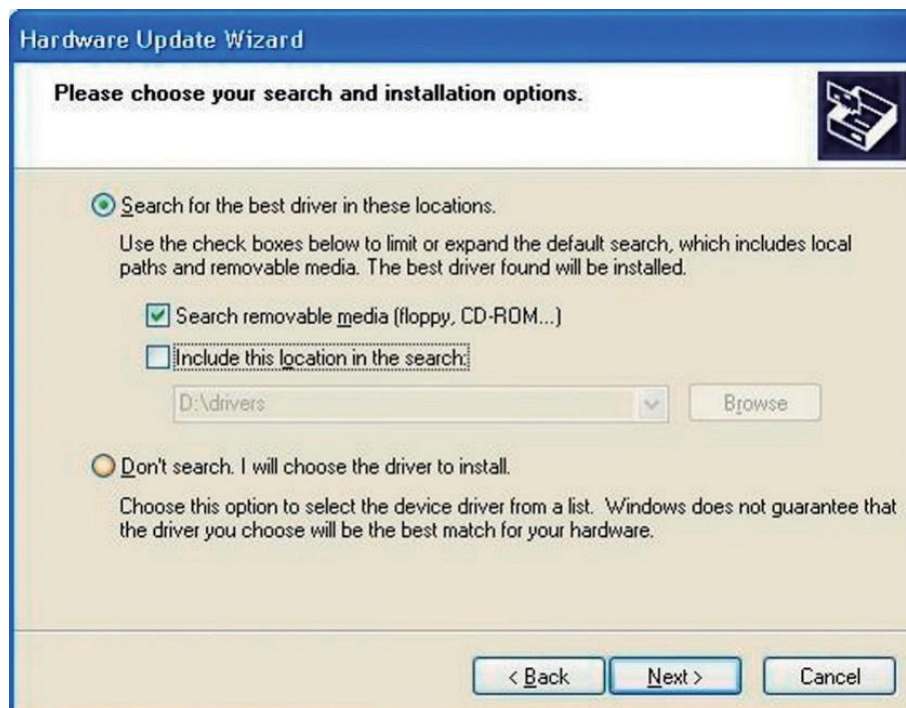 Hardware Update Wizard
Please choose your search and installation options.
Search for the best driver in these locations.
Use the check boxes below to limit or expand the default search, which includes local
paths and removable media. The best driver found will be installed.
Search removable media (floppy, CD-ROM...)
Include this location in the search:
D:\drivers
Browse
Don't search. I will choose the driver to install.
Choose this option to select the device driver from a list.  Windows does not guarantee that
the driver you choose will be the best match for your hardware.
< Back
Next >
Cancel